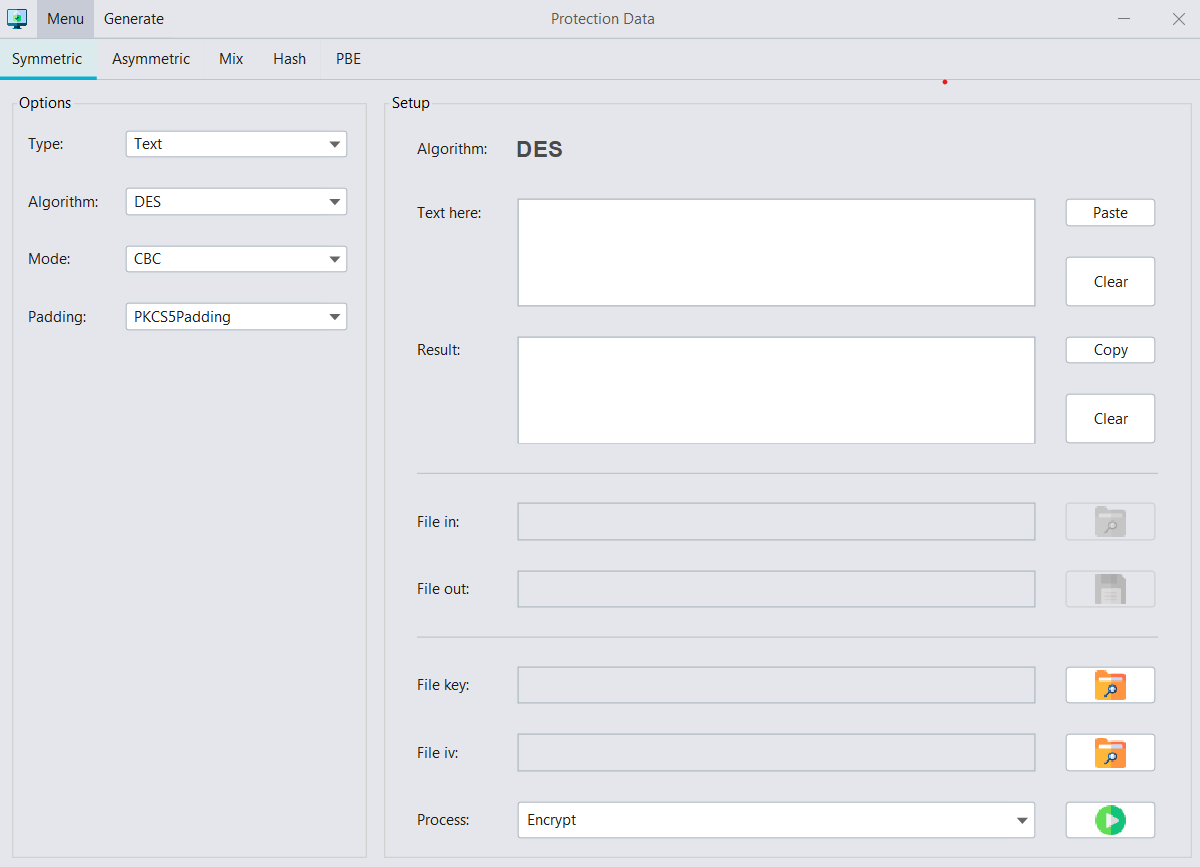 Menu Generate Protection Data
Symmetric Asymmetric Mix Hash PBE
Options
Type: Text
Algorithm: DES
Mode: CBC
Padding: PKCS5Padding
Setup
Algorithm: DES
Text here: Paste
Clear
Result: Copy
Clear
File in:
File out:
File key:
File iv:
Process: Encrypt